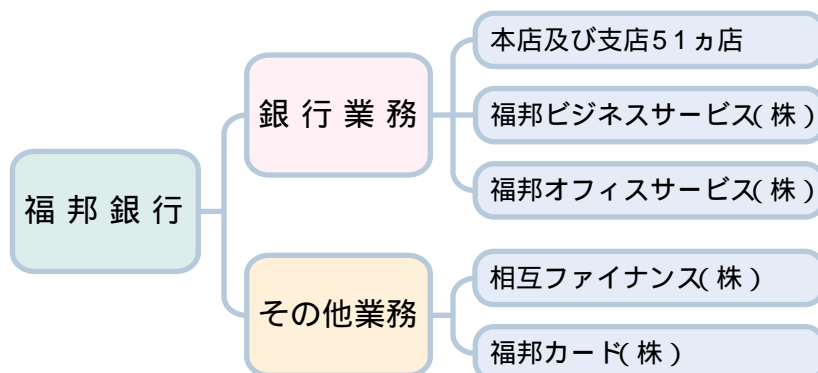 福邦銀行
銀行業務
本店及び支店51ヵ店
福邦ビジネスサービス(株)
福邦オフィスサービス(株)
その他業務
相互ファイナンス(株)
福邦カード(株)